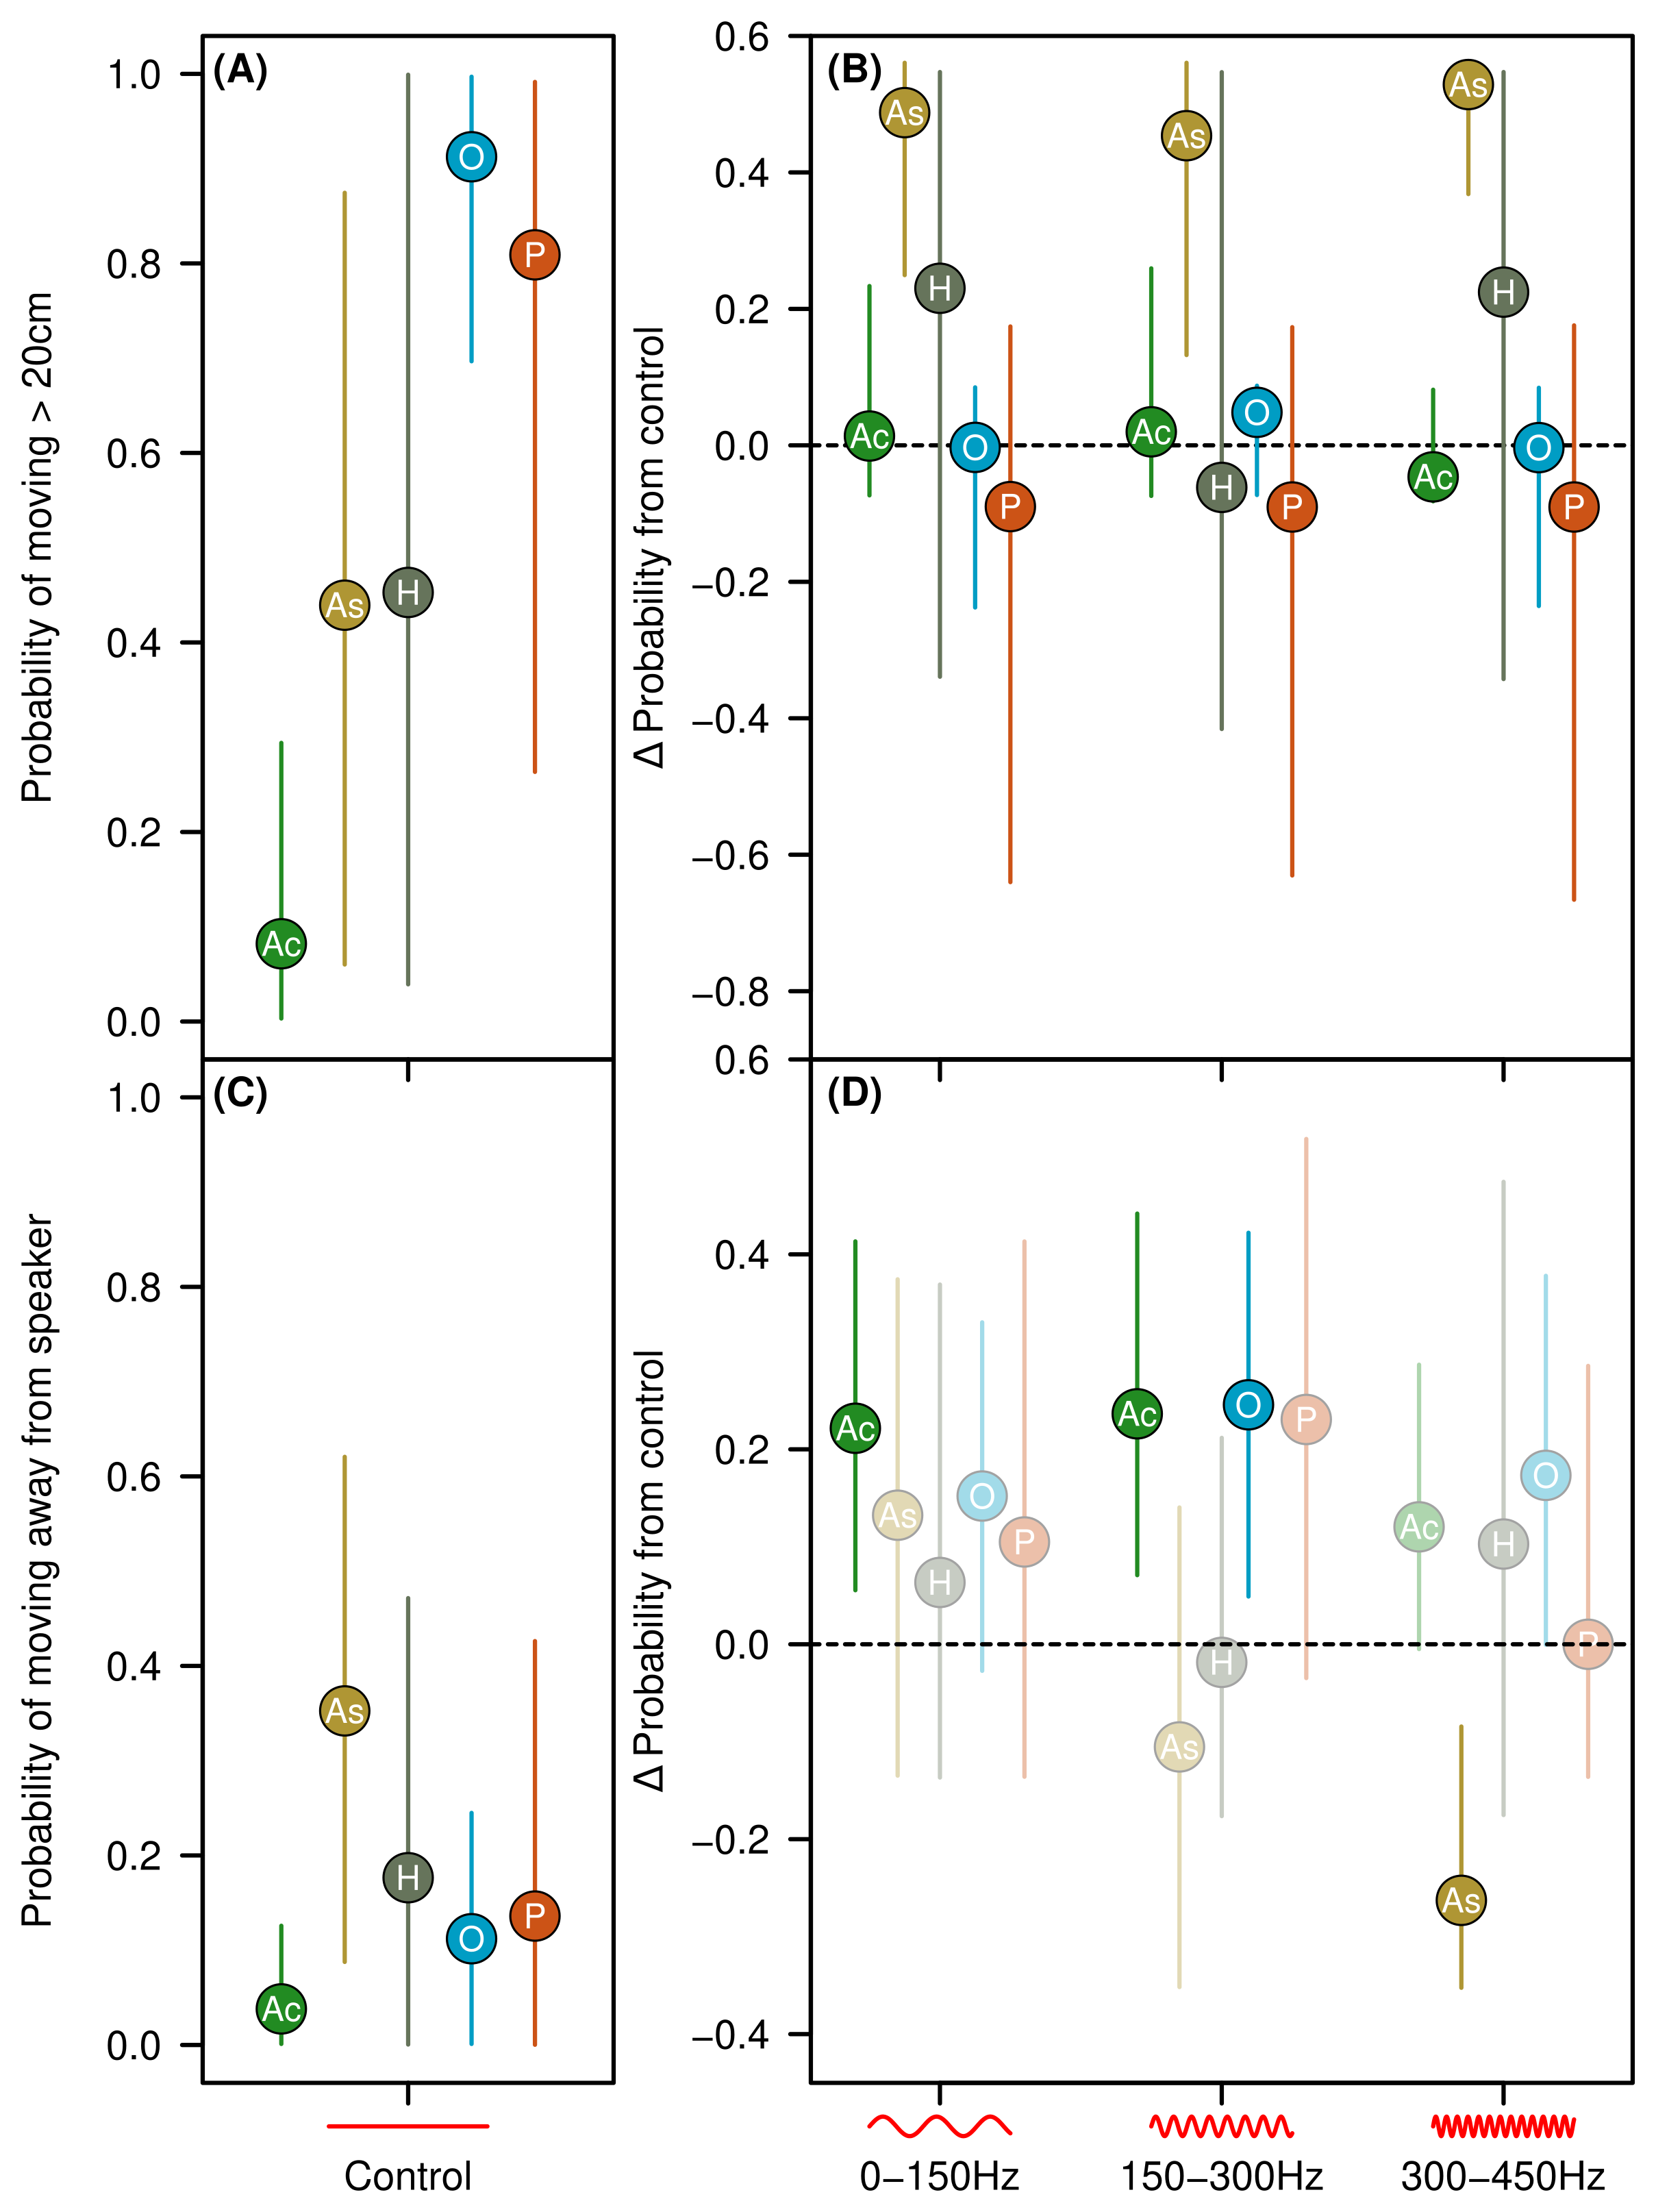 (A)
Probability of moving > 20cm
1.0
0.8
0.6
0.4
0.2
0.0
Ac
As
H
O
P
(B)
Δ Probability from control
0.6
0.4
0.2
0.0
−0.2
−0.4
−0.6
−0.8
Ac
As
H
O
P
Ac
As
H
O
P
Ac
As
H
O
P
(C)
Probability of moving away from speaker
1.0
0.8
0.6
0.4
0.2
0.0
Ac
As
H
O
P
Control
(D)
Δ Probability from control
0.6
0.4
0.2
0.0
−0.2
−0.4
Ac
As
H
O
P
Ac
As
H
O
P
Ac
As
H
O
P
0−150Hz
150−300Hz
300−450Hz